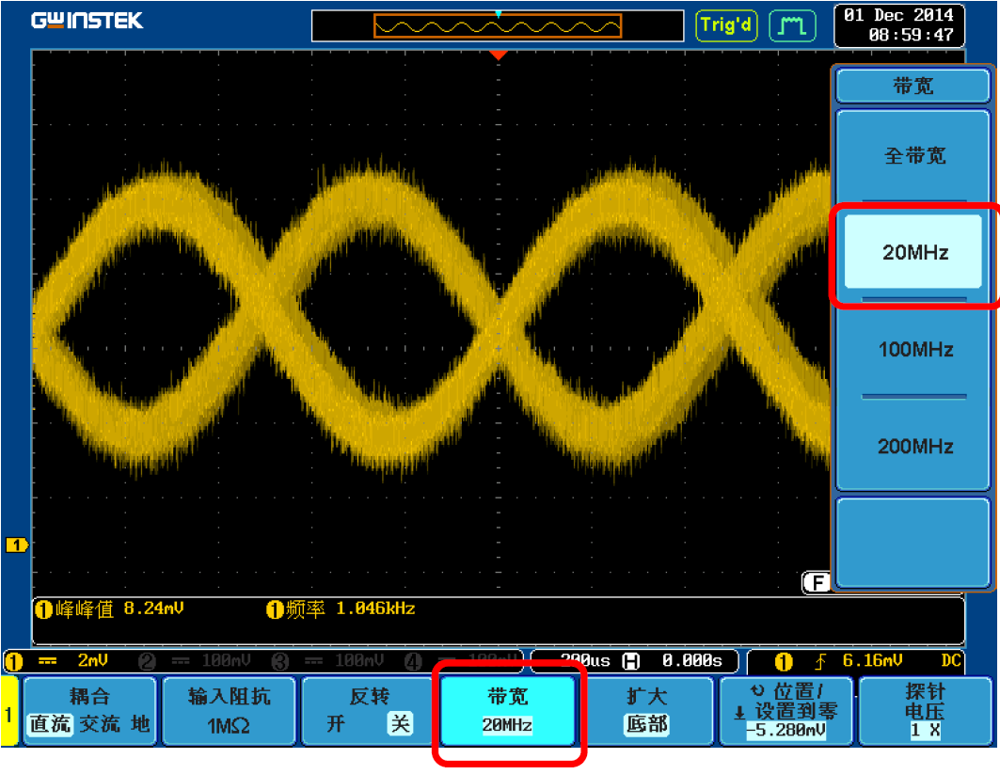 GWINSTEK
Trig'd
01 Dec 2014
08:59:47
带宽
全带宽
20MHz
100MHz
200MHz
1
F
1峰峰值 8.24mV
1频率 1.046kHz
1 2mV 2 100mV 3 100mV 4 100mV
200us H 0.000s
1 6.16mV DC
1
耦合
直流 交流 地
输入阻抗
1MΩ
反转
开 关
带宽
20MHz
扩大
底部
位置/
设置到零
-5.280mV
探针
电压
1 X